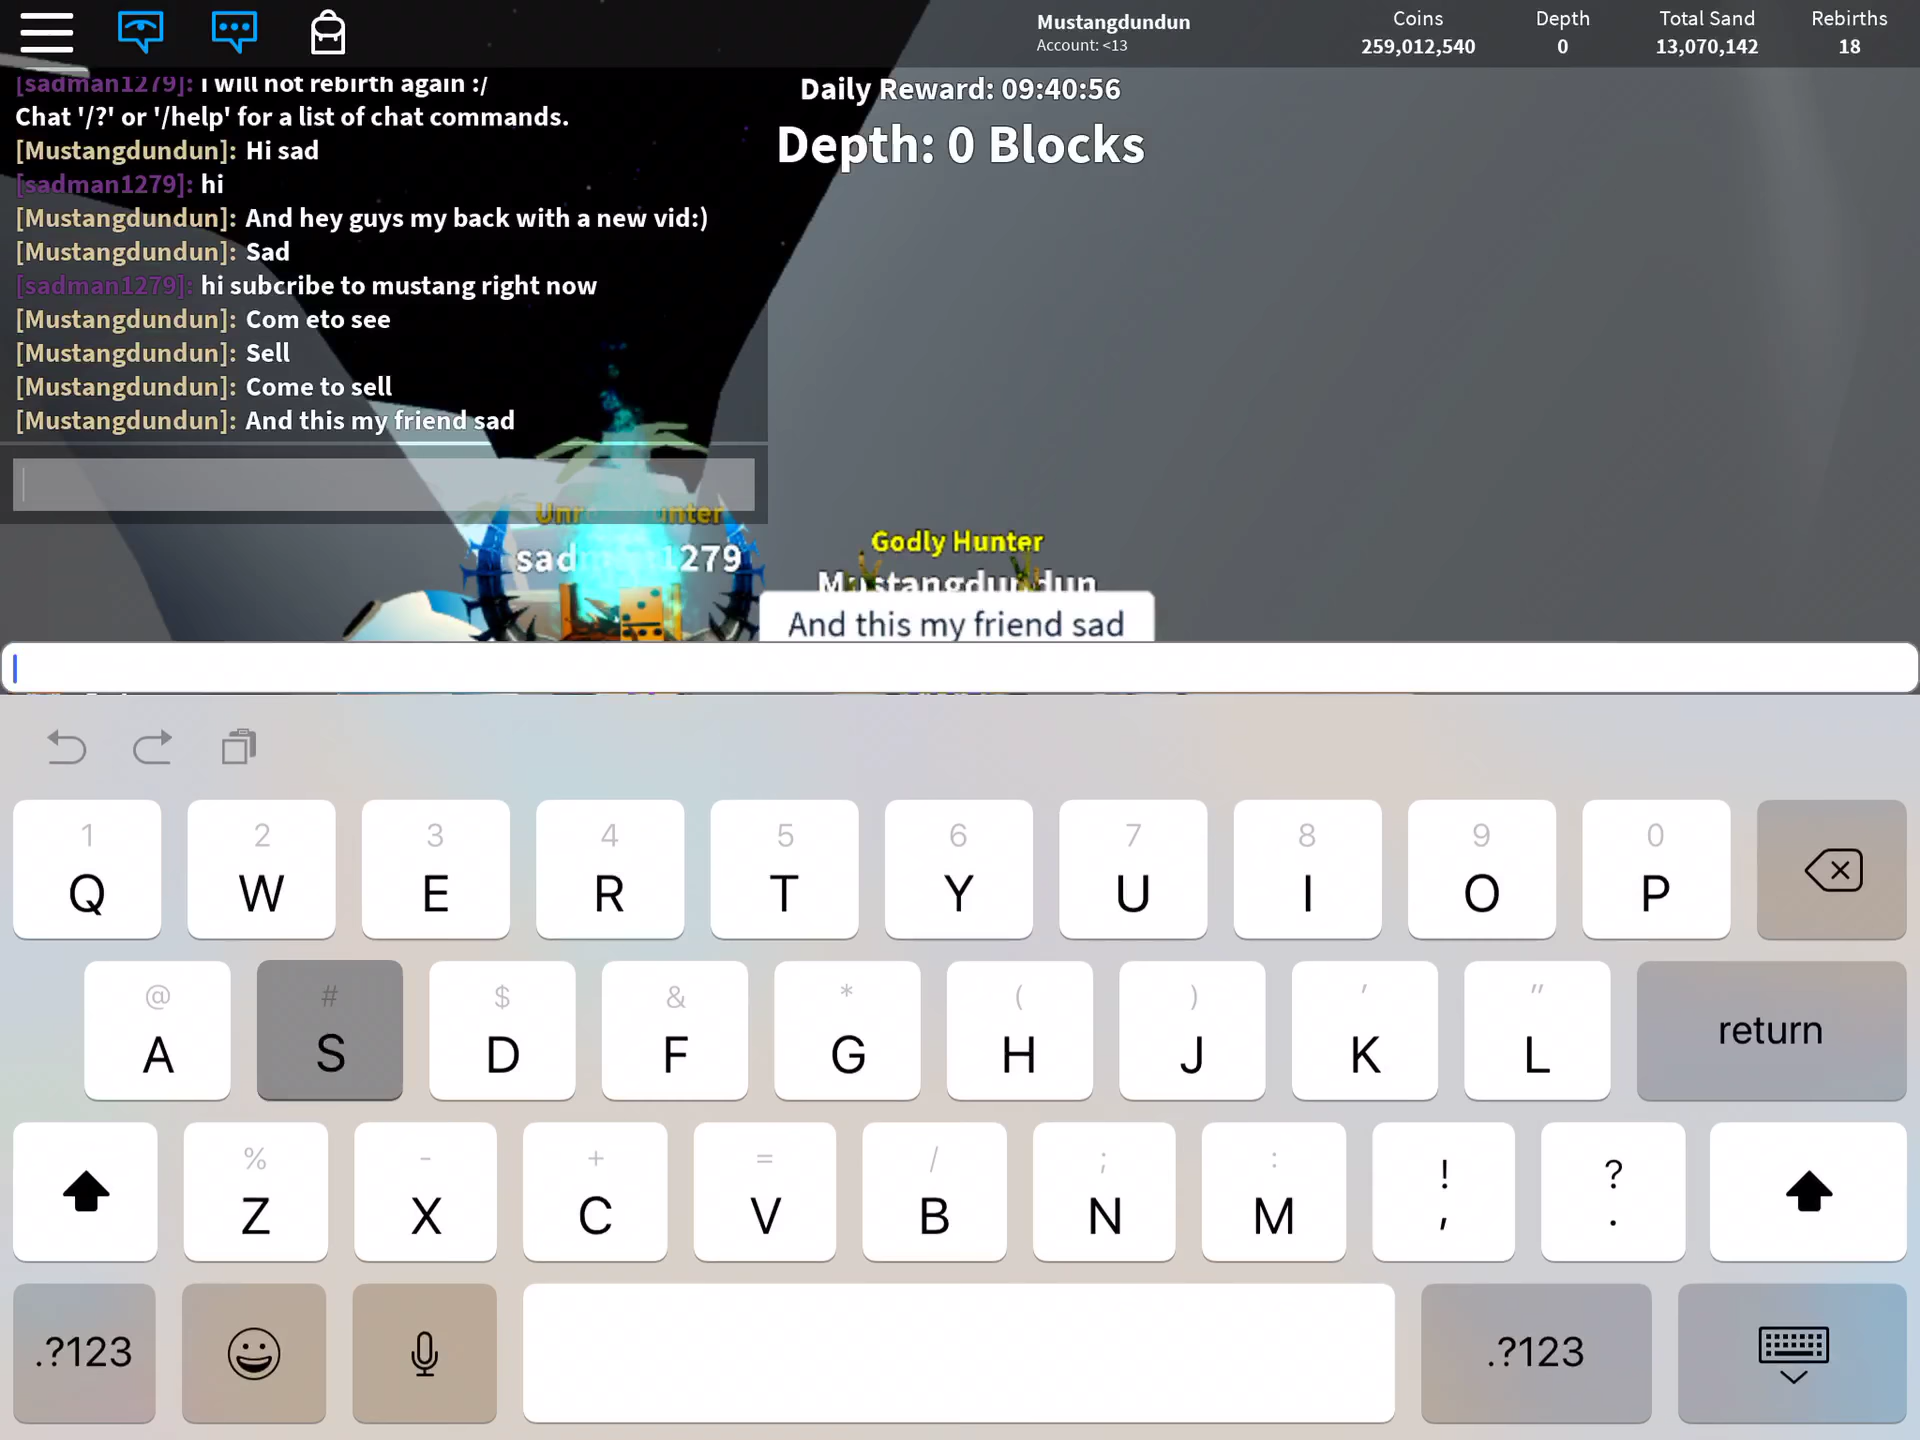 Mustangdundun
Account: <13
Coins
259,012,540
Depth
0
Total Sand
13,070,142
Rebirths
18
[sadman1279]: i will not rebirth again :/
Chat '/?' or '/help' for a list of chat commands.
[Mustangdundun]: Hi sad
[sadman1279]: hi
[Mustangdundun]: And hey guys my back with a new vid:)
[Mustangdundun]: Sad
[sadman1279]: hi subcribe to mustang right now
[Mustangdundun]: Com eto see
[Mustangdundun]: Sell
[Mustangdundun]: Come to sell
[Mustangdundun]: And this my friend sad
Daily Reward: 09:40:56
Depth: 0 Blocks
Godly Hunter
Mustangdundun
And this my friend sad
1 2 3 4 5 6 7 8 9 0
Q W E R T Y U I O P
@ # $ & * ( ) ' "
A S D F G H J K L return
% - + = / ; : ! ?
Z X C V B N M , .
.?123 .?123